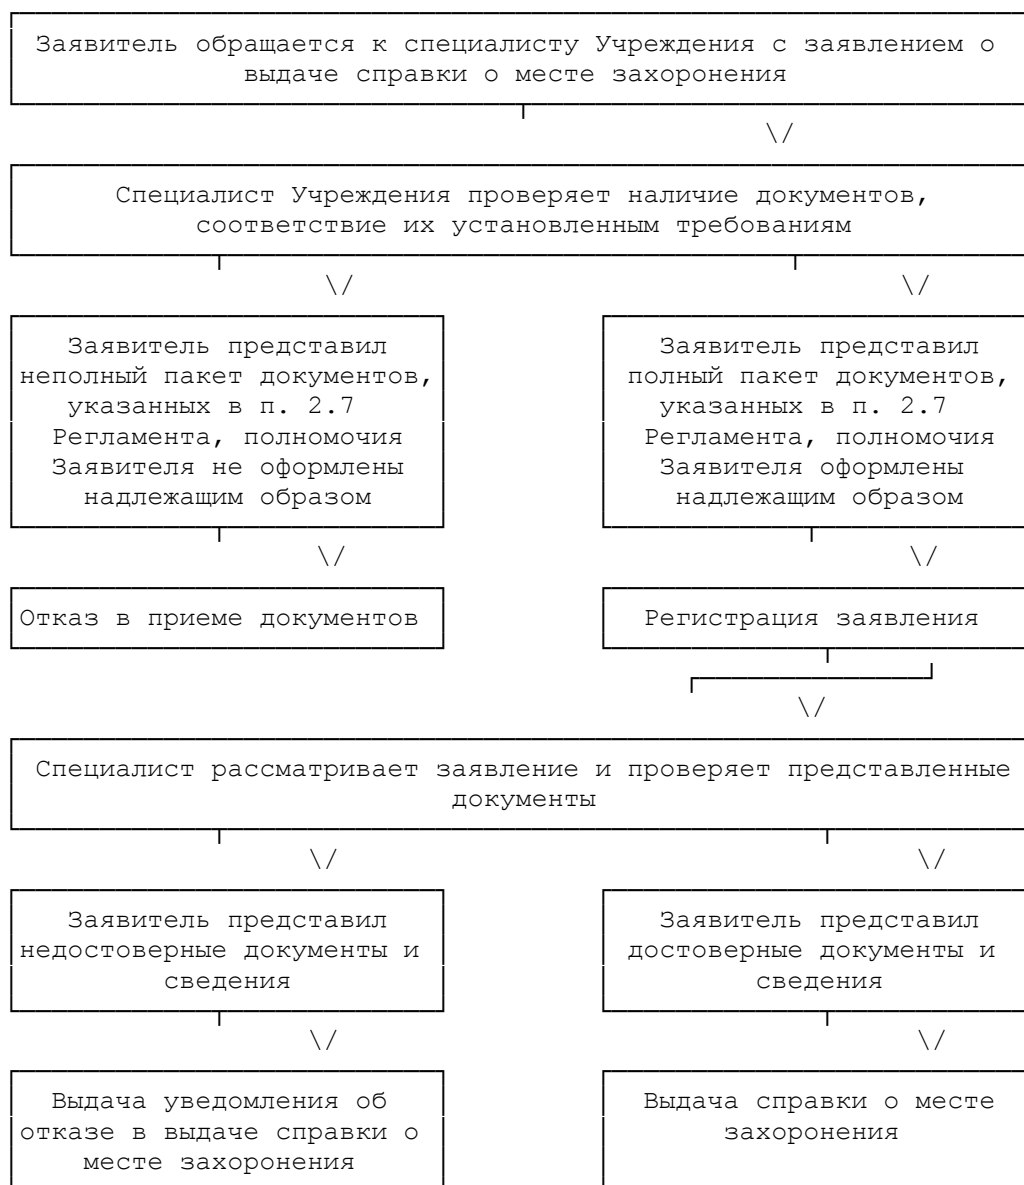 Заявитель обращается к специалисту Учреждения с заявлением о
выдаче справки о месте захоронения
\/
Специалист Учреждения проверяет наличие документов,
соответствие их установленным требованиям
\/ \/
Заявитель представил
неполный пакет документов,
указанных в п. 2.7
Регламента, полномочия
Заявителя не оформлены
надлежащим образом
Заявитель представил
полный пакет документов,
указанных в п. 2.7
Регламента, полномочия
Заявителя оформлены
надлежащим образом
\/ \/
Отказ в приеме документов
Регистрация заявления
\/
Специалист рассматривает заявление и проверяет представленные
документы
\/ \/
Заявитель представил
недостоверные документы и
сведения
Заявитель представил
достоверные документы и
сведения
\/ \/
Выдача уведомления об
отказе в выдаче справки о
месте захоронения
Выдача справки о месте
захоронения